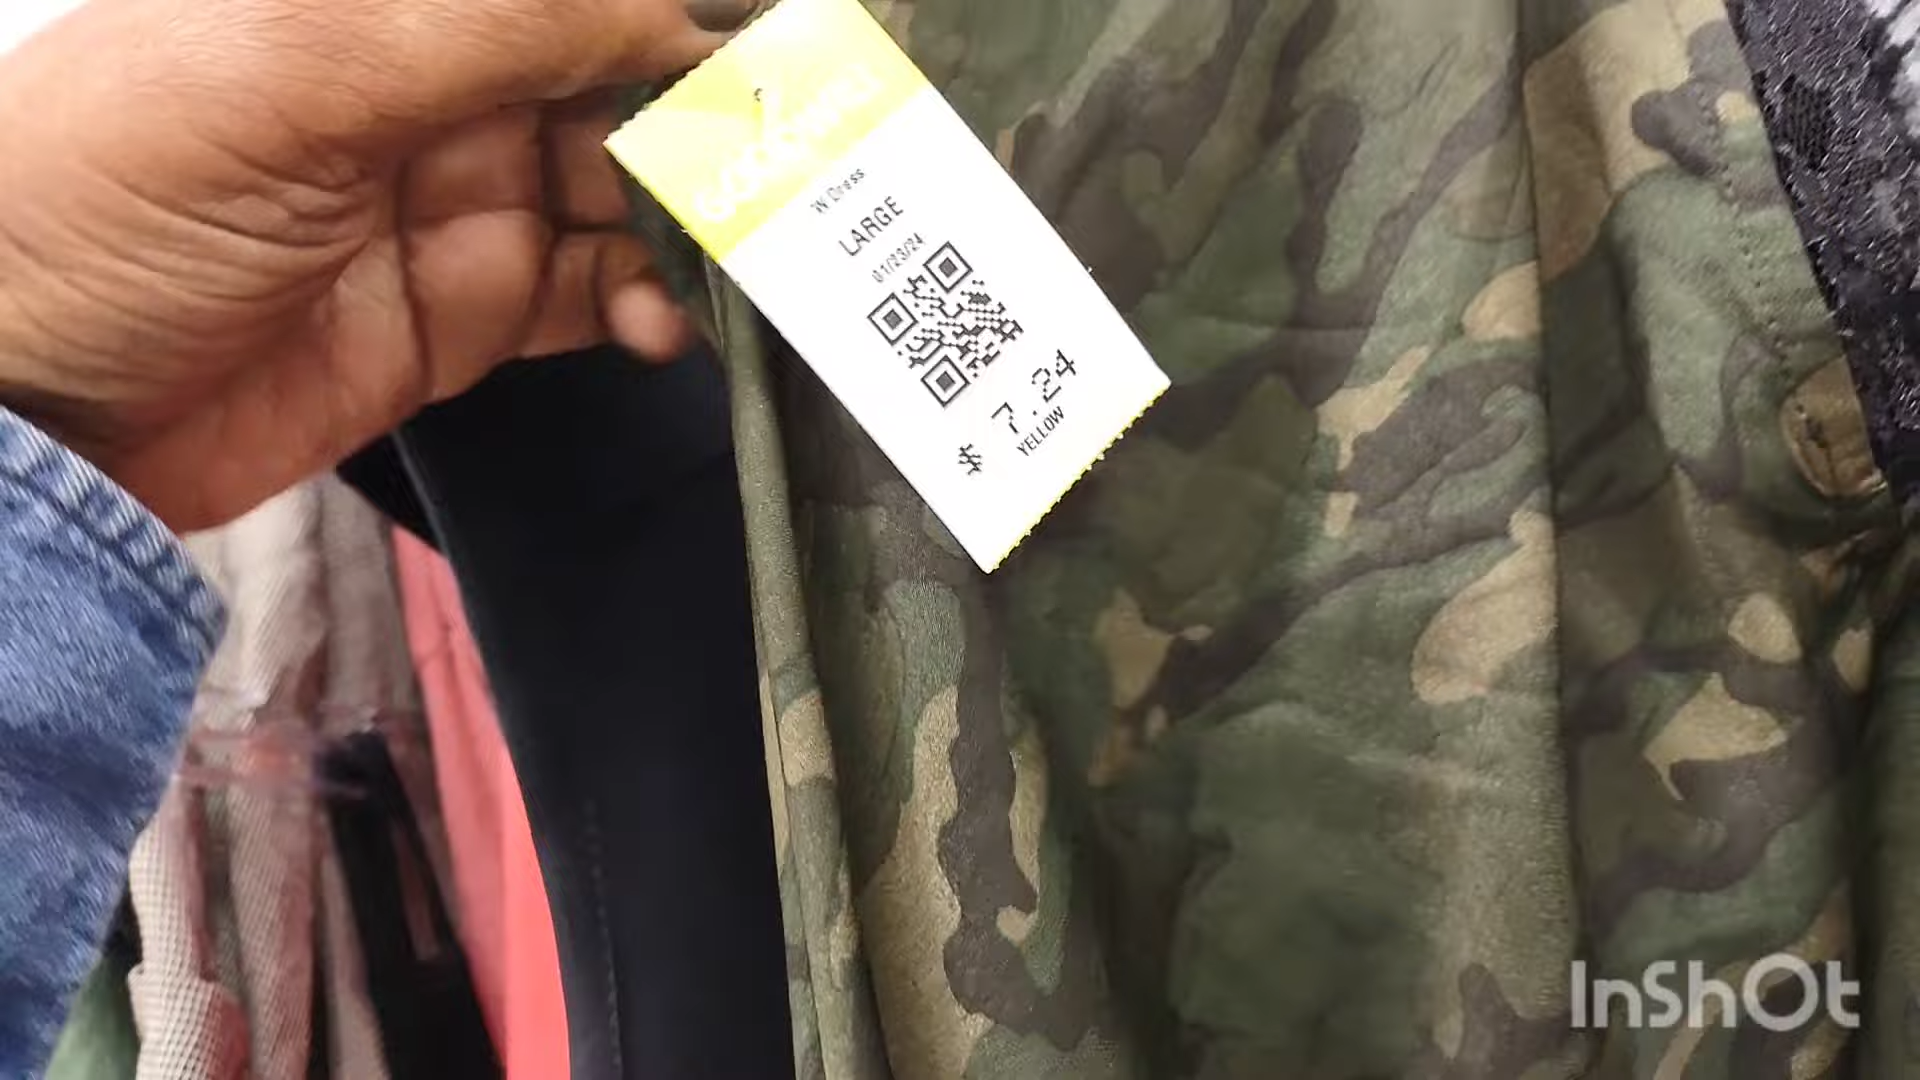 GOODWILL
W Dress
LARGE
01/23/24
$ 7.24
YELLOW
InShOt